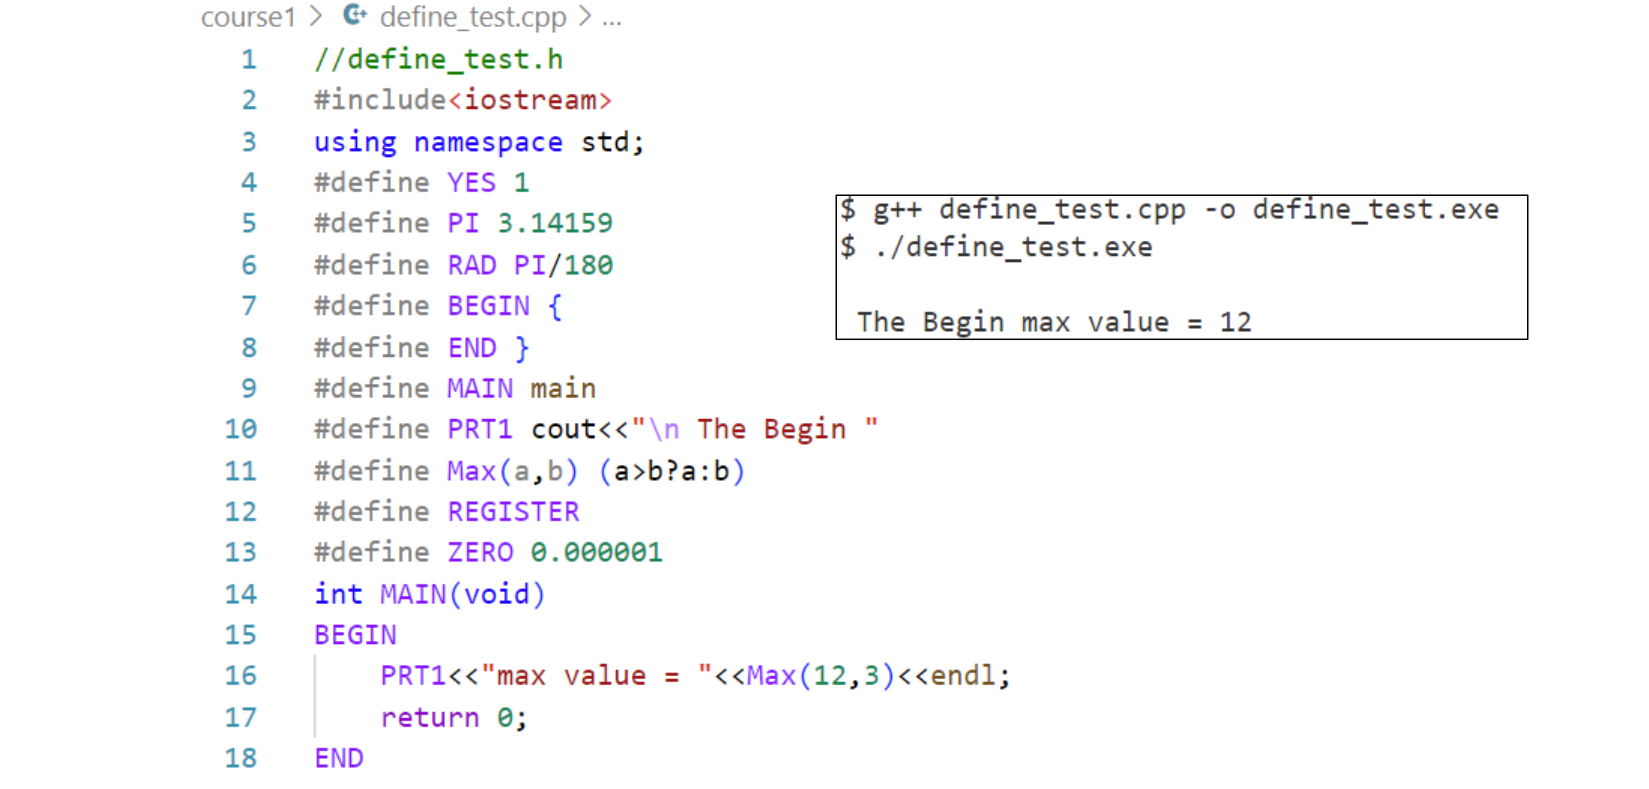 course1 > define_test.cpp > ...
1 //define_test.h
2 #include<iostream>
3 using namespace std;
4 #define YES 1
5 #define PI 3.14159
6 #define RAD PI/180
7 #define BEGIN {
8 #define END }
9 #define MAIN main
10 #define PRT1 cout<<"\n The Begin "
11 #define Max(a,b) (a>b?a:b)
12 #define REGISTER
13 #define ZERO 0.000001
14 int MAIN(void)
15 BEGIN
16 PRT1<<"max value = "<<Max(12,3)<<endl;
17 return 0;
18 END
$ g++ define_test.cpp -o define_test.exe
$ ./define_test.exe
The Begin max value = 12